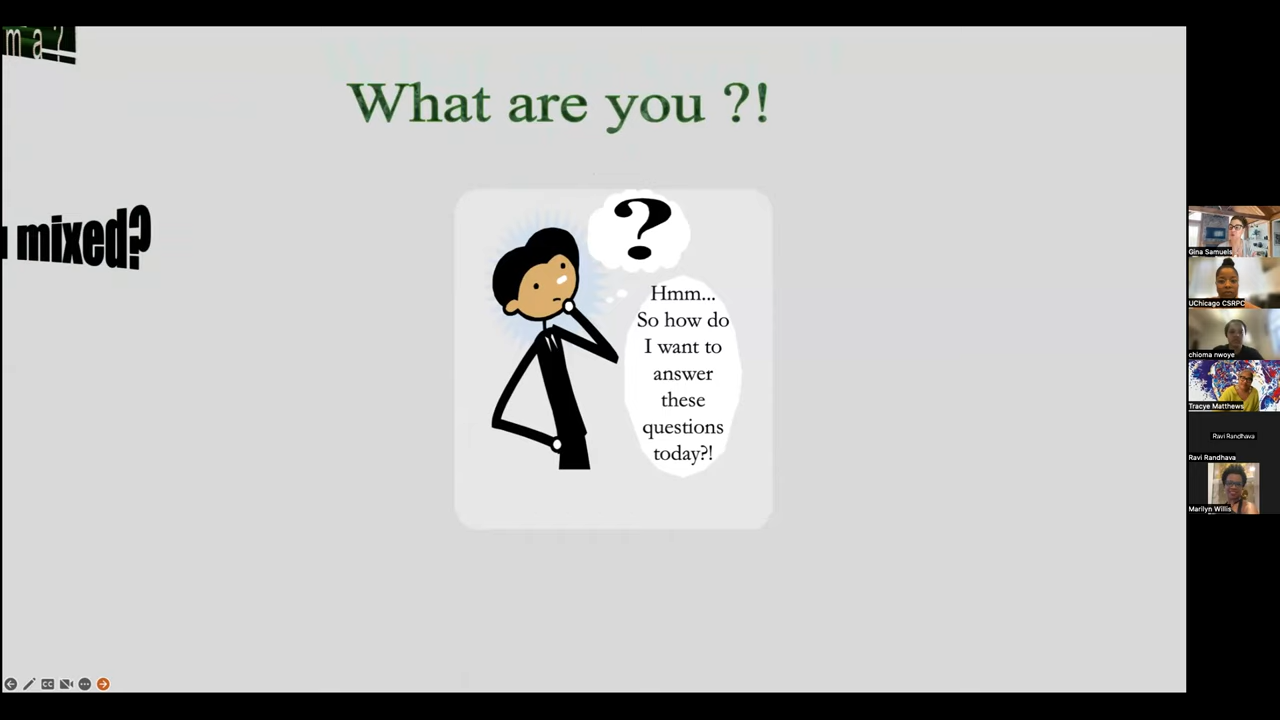 m a ?
What are you ?!
mixed?
?
Hmm...
So how do
I want to
answer
these
questions
today?!
Gina Samuels
UChicago CSRPC
chioma nwoye
Tracye Matthews
Ravi Randhava
Ravi Randhava
Marilyn Willis
CC